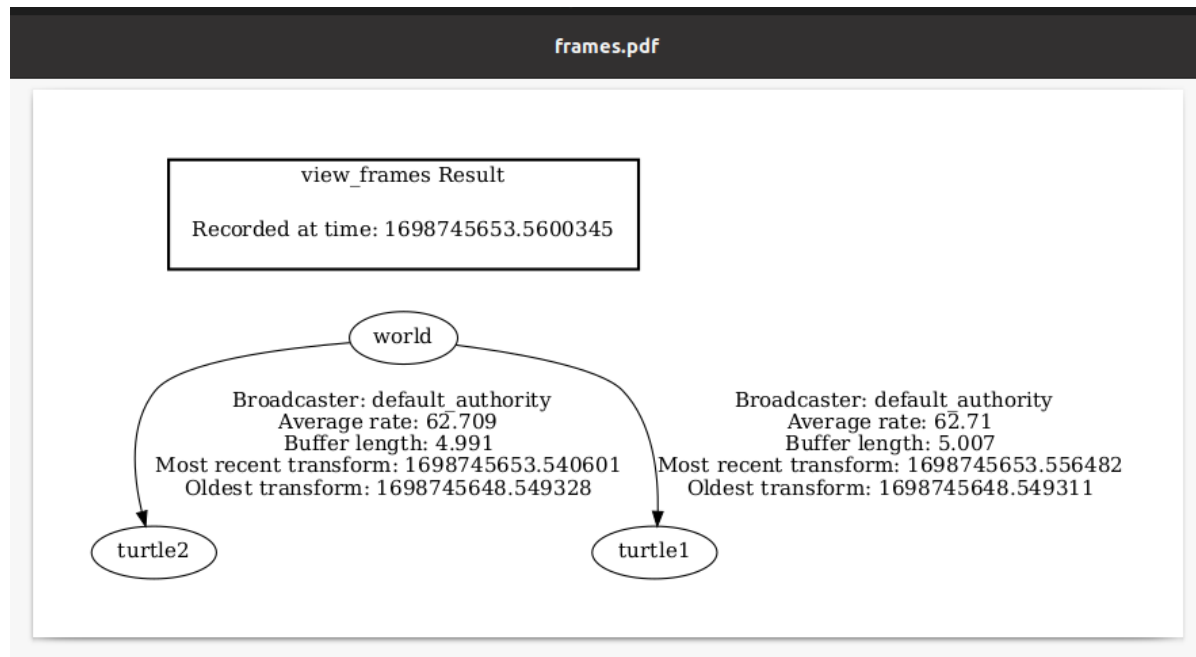 frames.pdf
view_frames Result
Recorded at time: 1698745653.5600345
world
Broadcaster: default_authority
Average rate: 62.709
Buffer length: 4.991
Most recent transform: 1698745653.540601
Oldest transform: 1698745648.549328
Broadcaster: default_authority
Average rate: 62.71
Buffer length: 5.007
Most recent transform: 1698745653.556482
Oldest transform: 1698745648.549311
turtle2
turtle1